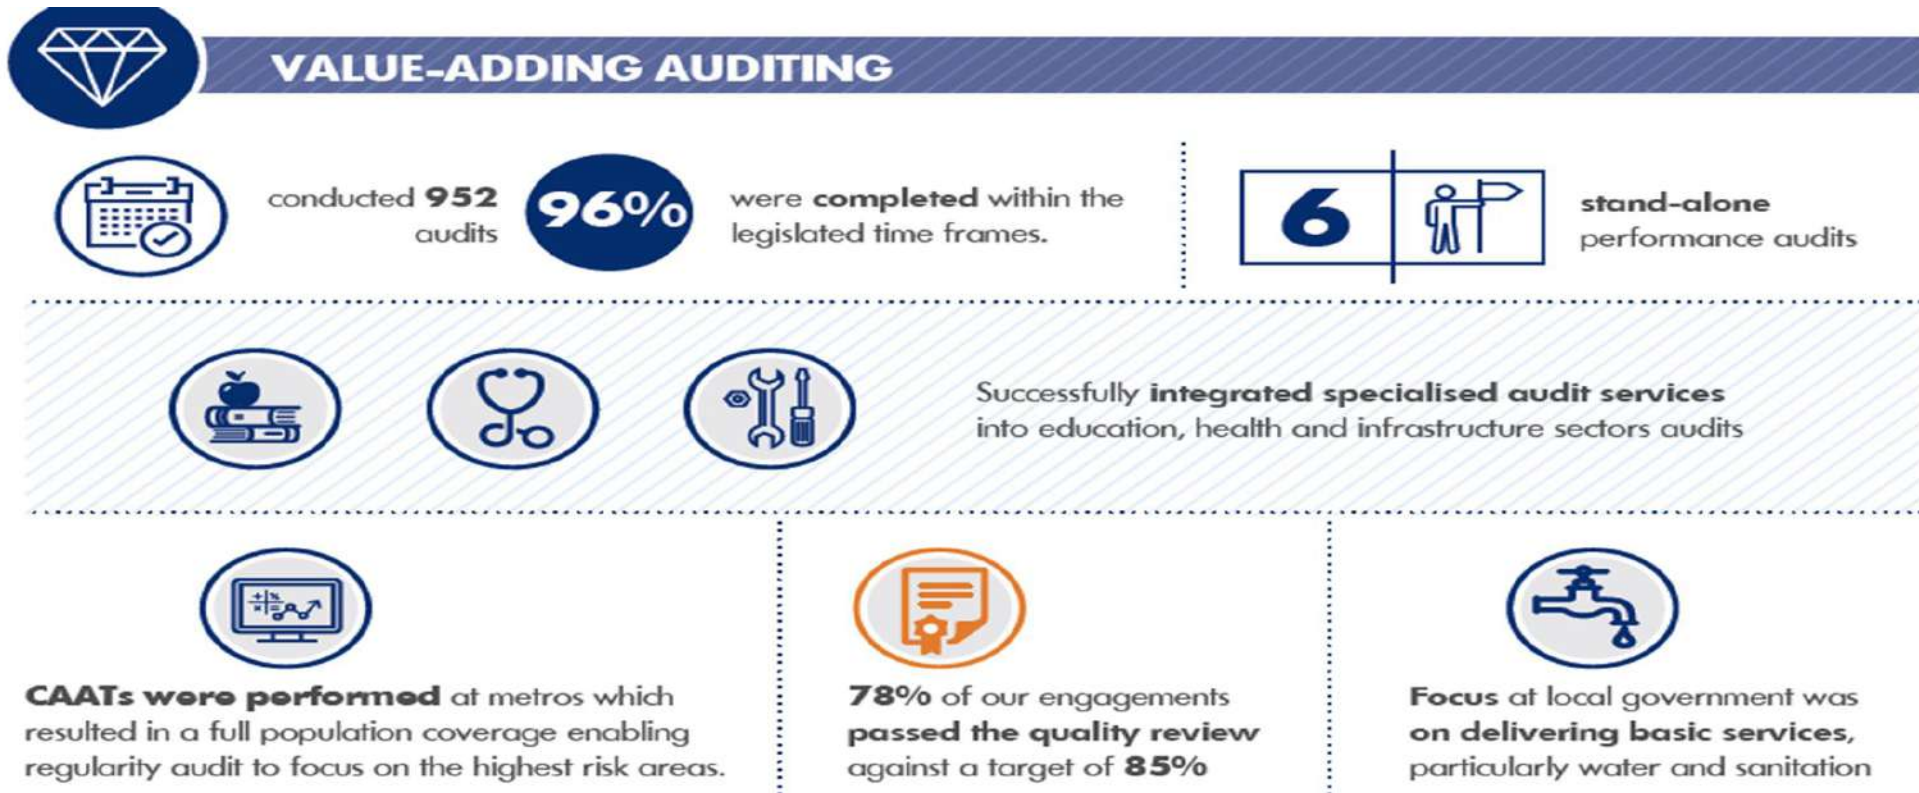 VALUE-ADDING AUDITING
conducted 952
audits
96%
were completed within the
legislated time frames.
6
stand-alone
performance audits
Successfully integrated specialised audit services
into education, health and infrastructure sectors audits
CAATs were performed at metros which
resulted in a full population coverage enabling
regularity audit to focus on the highest risk areas.
78% of our engagements
passed the quality review
against a target of 85%
Focus at local government was
on delivering basic services,
particularly water and sanitation